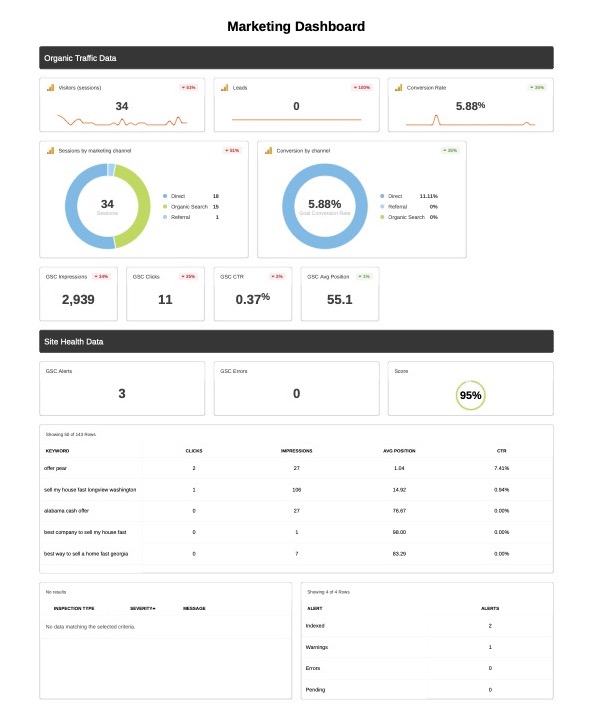 Marketing Dashboard
Organic Traffic Data
Visitors (sessions)
34
Leads
100%
0
Conversion Rate
5.88%
Sessions by marketing channel
34
Sessions
Direct 18
Organic Search 15
Referral 1
Conversion by channel
5.88%
Goal Conversion Rate
Direct 11.11%
Referral 0%
Organic Search 0%
GSC Impressions
2,939
GSC Clicks
11
GSC CTR
0.37%
GSC Avg Position
55.1
Site Health Data
GSC Alerts
3
GSC Errors
0
Score
95%
Showing 50 of 143 Rows
KEYWORD CLICKS IMPRESSIONS AVG POSITION CTR
offer pear 2 27 1.04 7.41%
sell my house fast longview washington 1 106 14.92 0.94%
alabama cash offer 0 27 76.67 0.00%
best company to sell my house fast 0 1 98.00 0.00%
best way to sell a home fast georgia 0 7 83.29 0.00%
No results
INSPECTION TYPE SEVERITY MESSAGE
No data matching the selected criteria.
Showing 4 of 4 Rows
ALERT ALERTS
Indexed 2
Warnings 1
Errors 0
Pending 0